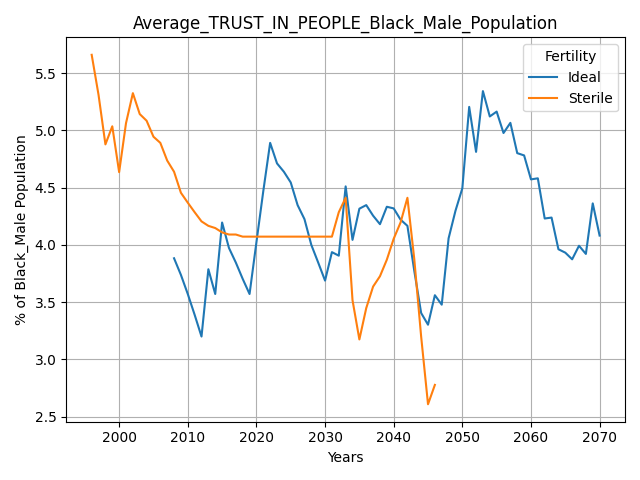 Average_TRUST_IN_PEOPLE_Black_Male_Population
Fertility
Ideal
Sterile
% of Black_Male Population
5.5
5.0
4.5
4.0
3.5
3.0
2.5
2000 2010 2020 2030 2040 2050 2060 2070
Years